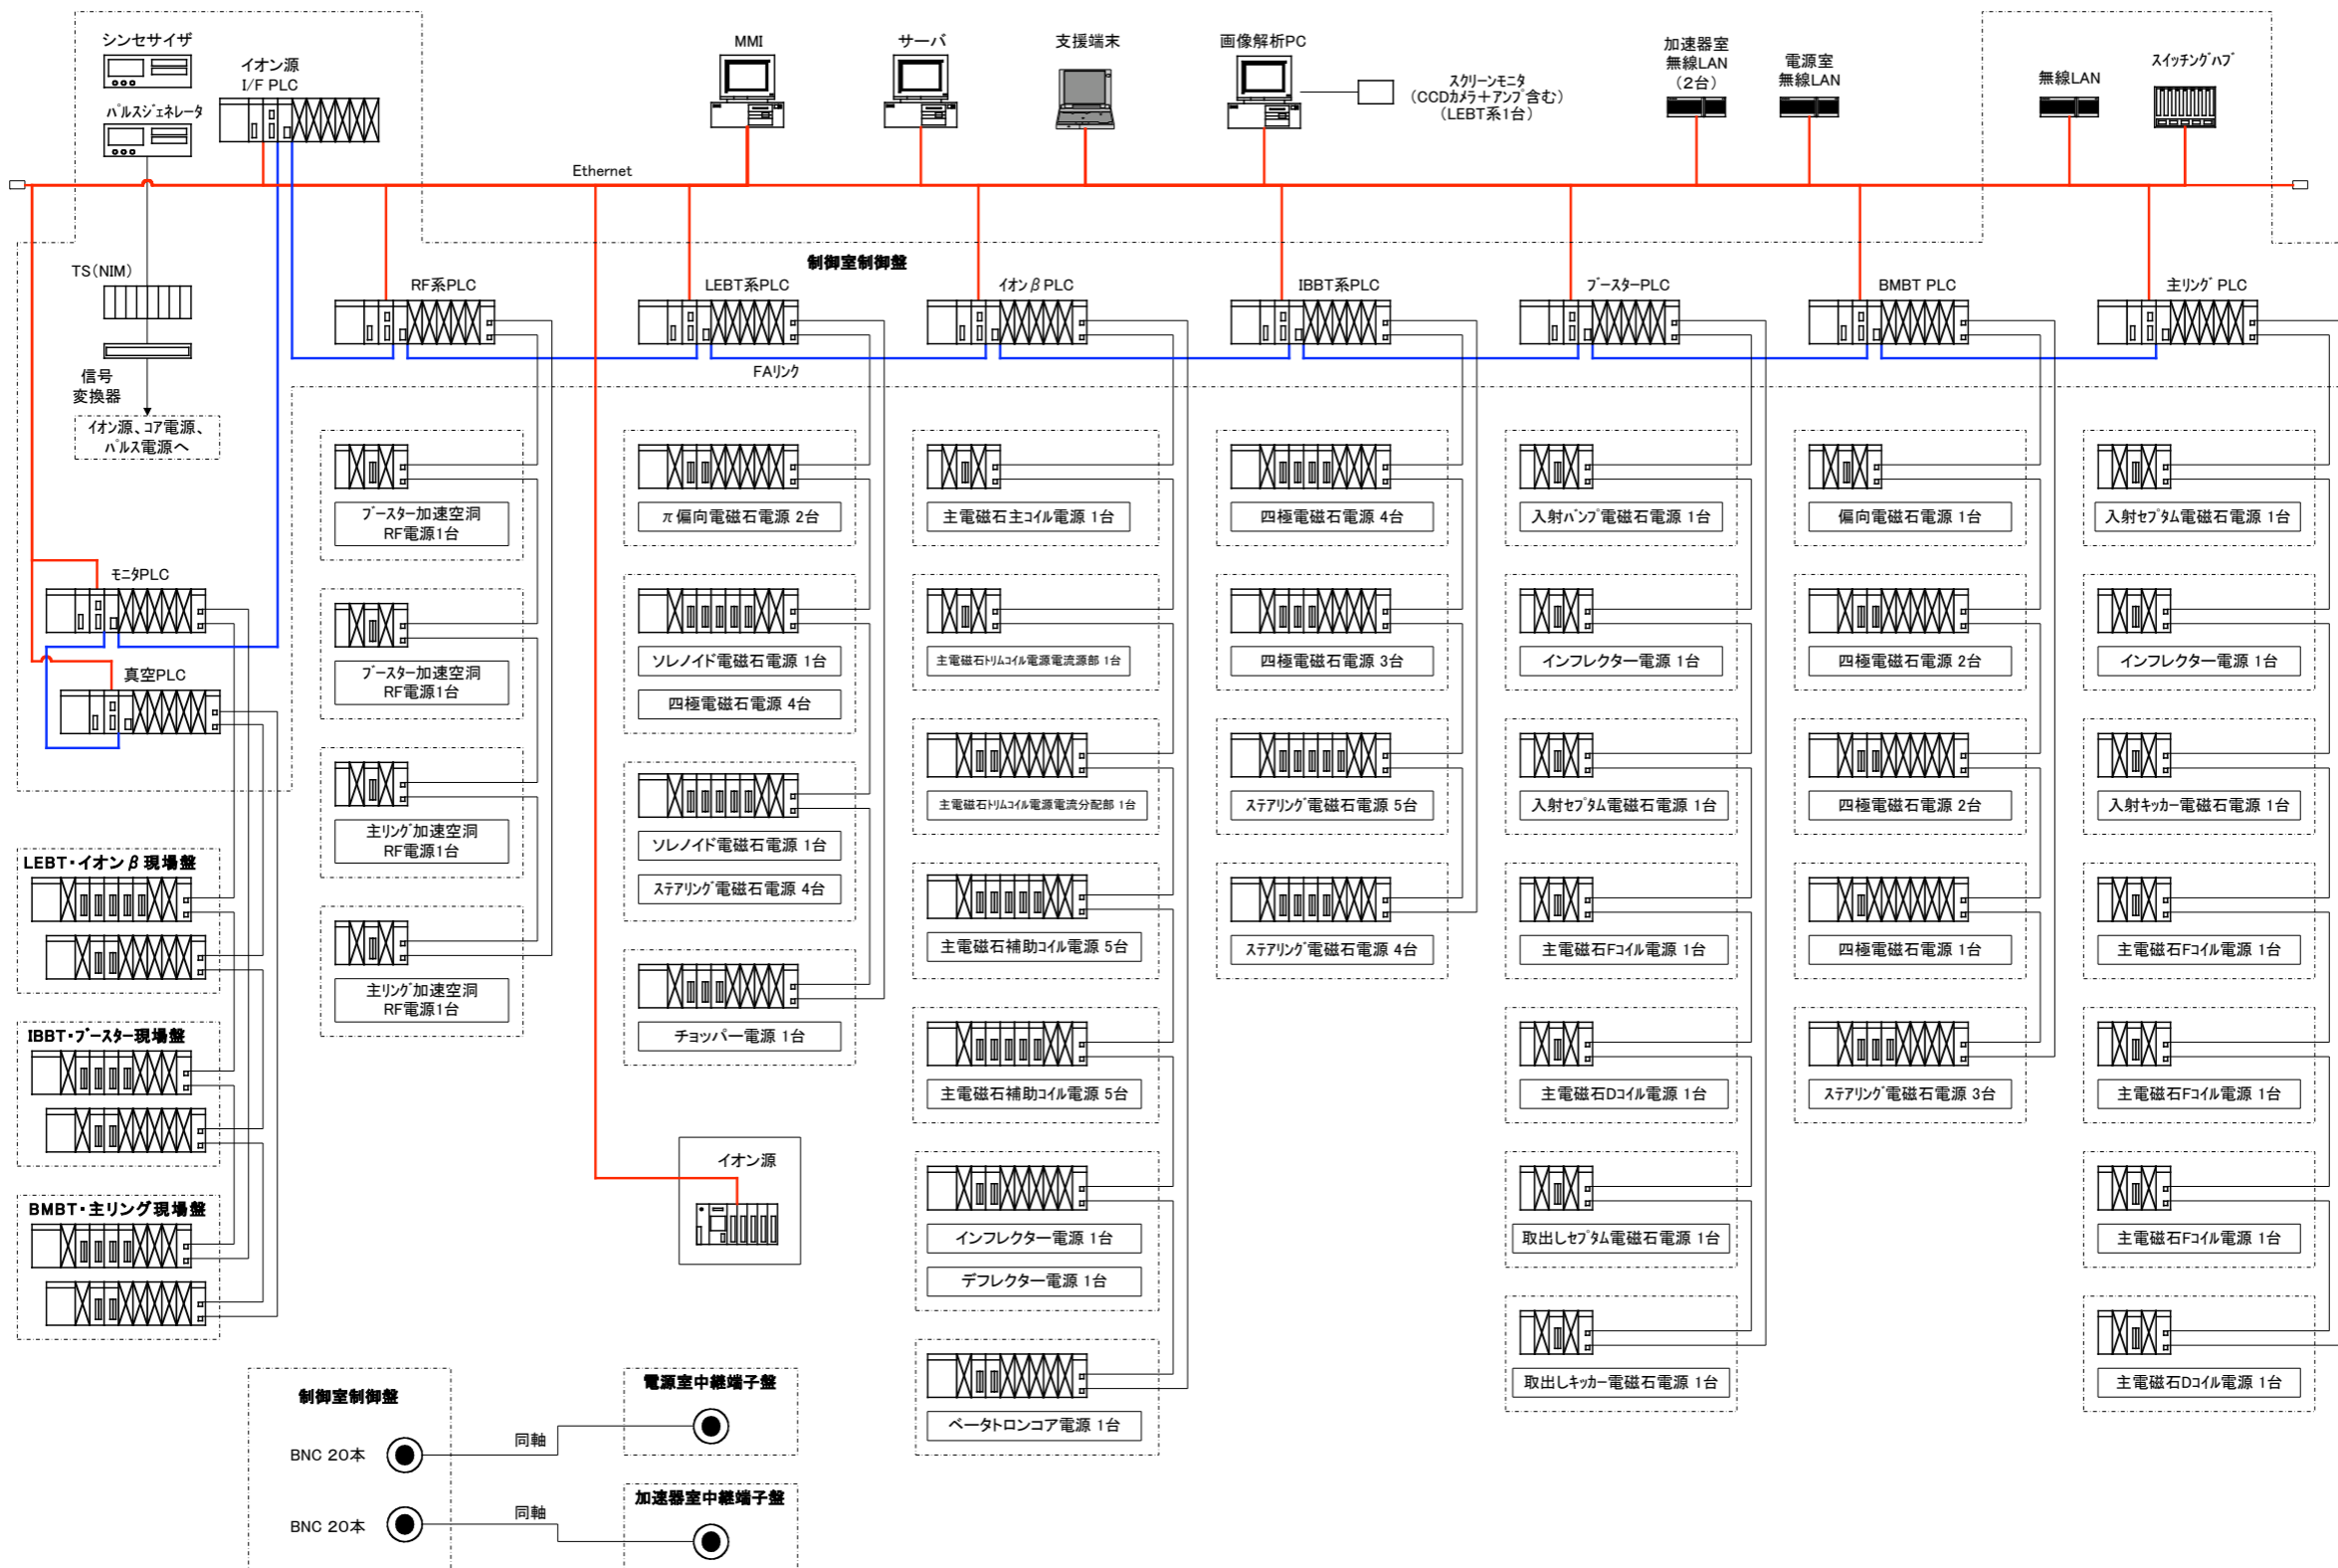 シンセサイザ
イオン源
I/F PLC
パルスジェネレータ
MMI
サーバ
支援端末
画像解析PC
スクリーンモニタ
(CCDカメラ+アンプ含む)
(LEBT系1台)
加速器室
無線LAN
(2台)
電源室
無線LAN
無線LAN
スイッチングハブ
Ethernet
制御室制御盤
TS(NIM)
信号
変換器
イオン源、コア電源、
パルス電源へ
RF系PLC
LEBT系PLC
イオンβPLC
IBBT系PLC
ブースターPLC
BMBT PLC
主リング PLC
FAリンク
モニタPLC
真空PLC
LEBT・イオンβ現場盤
IBBT・ブースター現場盤
BMBT・主リング現場盤
ブースター加速空洞
RF電源1台
ブースター加速空洞
RF電源1台
主リング加速空洞
RF電源1台
主リング加速空洞
RF電源1台
π偏向電磁石電源 2台
ソレノイド電磁石電源 1台
四極電磁石電源 4台
ソレノイド電磁石電源 1台
ステアリング電磁石電源 4台
チョッパー電源 1台
イオン源
主電磁石主コイル電源 1台
主電磁石トリムコイル電源電流源部 1台
主電磁石トリムコイル電源電流分配部 1台
主電磁石補助コイル電源 5台
主電磁石補助コイル電源 5台
インフレクター電源 1台
デフレクター電源 1台
ベータトロンコア電源 1台
四極電磁石電源 4台
四極電磁石電源 3台
ステアリング電磁石電源 5台
ステアリング電磁石電源 4台
入射バンプ電磁石電源 1台
インフレクター電源 1台
入射セプタム電磁石電源 1台
主電磁石Fコイル電源 1台
主電磁石Dコイル電源 1台
取出しセプタム電磁石電源 1台
取出しキッカー電磁石電源 1台
偏向電磁石電源 1台
四極電磁石電源 2台
四極電磁石電源 2台
四極電磁石電源 1台
ステアリング電磁石電源 3台
入射セプタム電磁石電源 1台
インフレクター電源 1台
入射キッカー電磁石電源 1台
主電磁石Fコイル電源 1台
主電磁石Fコイル電源 1台
主電磁石Fコイル電源 1台
主電磁石Dコイル電源 1台
制御室制御盤
BNC 20本
同軸
電源室中継端子盤
BNC 20本
同軸
加速器室中継端子盤